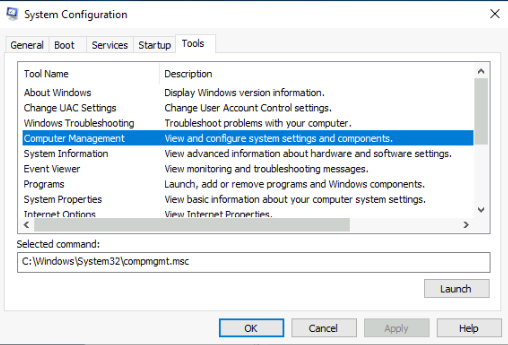 System Configuration
General Boot Services Startup Tools
Tool Name Description
About Windows Display Windows version information.
Change UAC Settings Change User Account Control settings.
Windows Troubleshooting Troubleshoot problems with your computer.
Computer Management View and configure system settings and components.
System Information View advanced information about hardware and software settings.
Event Viewer View monitoring and troubleshooting messages.
Programs Launch, add or remove programs and Windows components.
System Properties View basic information about your computer system settings.
Internet Options View Internet Properties.
Selected command:
C:\Windows\System32\compmgmt.msc
Launch
OK Cancel Apply Help